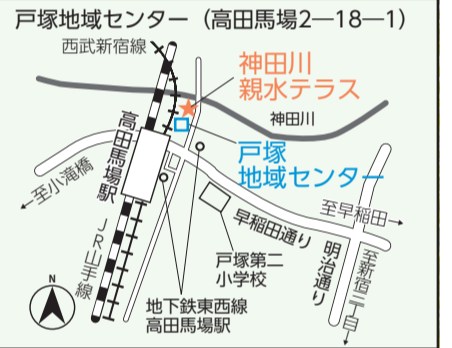 戸塚地域センター（高田馬場2―18―1）
西武新宿線
神田川
親水テラス
神田川
高田馬場駅
戸塚
地域センター
至小滝橋
至早稲田
早稲田通り
明治通り
戸塚第二
小学校
至新宿三丁目
JR山手線
地下鉄東西線
高田馬場駅
N